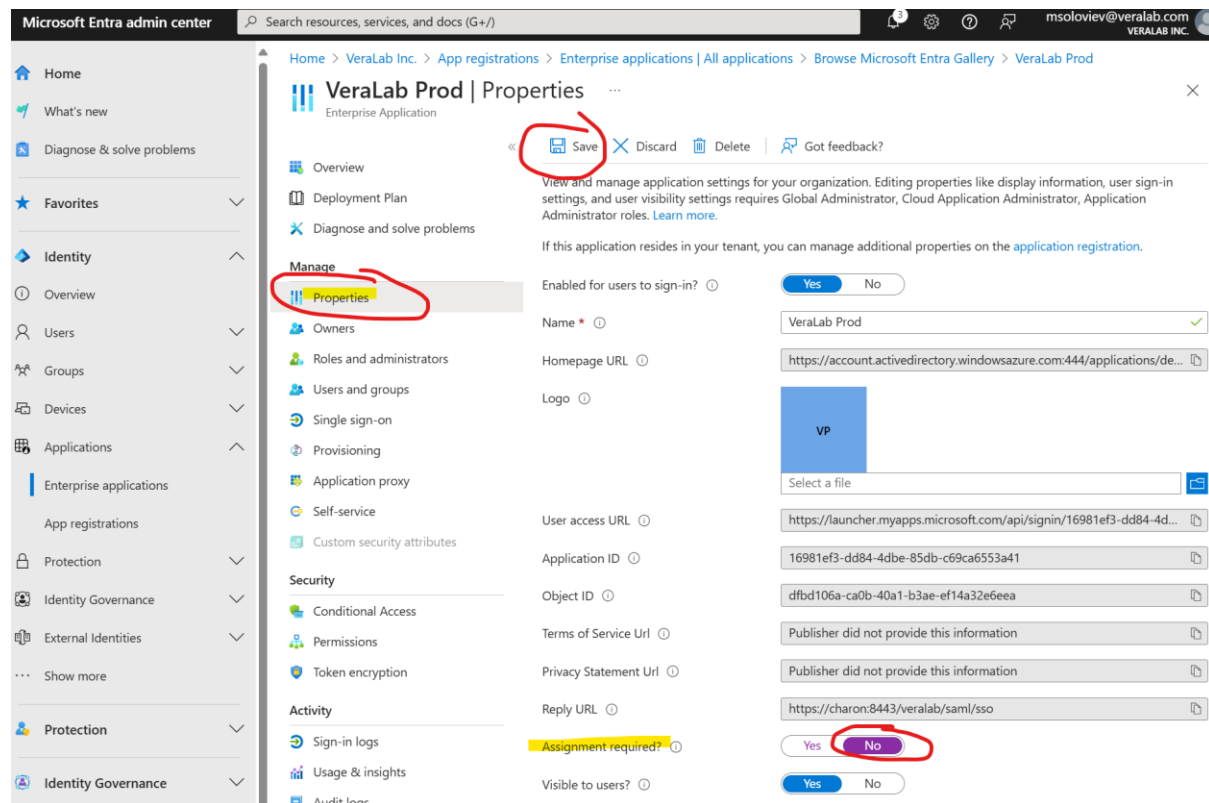 Microsoft Entra admin center
Search resources, services, and docs (G+/)
3
msoloviev@veralab.com
VERALAB INC.
Home
What's new
Diagnose & solve problems
Favorites
Identity
Overview
Users
Groups
Devices
Applications
Enterprise applications
App registrations
Protection
Identity Governance
External Identities
Show more
Protection
Identity Governance
Home > VeraLab Inc. > App registrations > Enterprise applications | All applications > Browse Microsoft Entra Gallery > VeraLab Prod
VeraLab Prod | Properties
Enterprise Application
Overview
Deployment Plan
Diagnose and solve problems
Manage
Properties
Owners
Roles and administrators
Users and groups
Single sign-on
Provisioning
Application proxy
Self-service
Custom security attributes
Security
Conditional Access
Permissions
Token encryption
Activity
Sign-in logs
Usage & insights
Audit logs
Save Discard Delete Got feedback?
View and manage application settings for your organization. Editing properties like display information, user sign-in
settings, and user visibility settings requires Global Administrator, Cloud Application Administrator, Application
Administrator roles. Learn more.
If this application resides in your tenant, you can manage additional properties on the application registration.
Enabled for users to sign-in? Yes No
Name * VeraLab Prod
Homepage URL https://account.activedirectory.windowsazure.com:444/applications/de...
Logo
VP
Select a file
User access URL https://launcher.myapps.microsoft.com/api/signin/16981ef3-dd84-4d...
Application ID 16981ef3-dd84-4dbe-85db-c69ca6553a41
Object ID dfbd106a-ca0b-40a1-b3ae-ef14a32e6eea
Terms of Service Url Publisher did not provide this information
Privacy Statement Url Publisher did not provide this information
Reply URL https://charon:8443/veralab/saml/sso
Assignment required? Yes No
Visible to users? Yes No